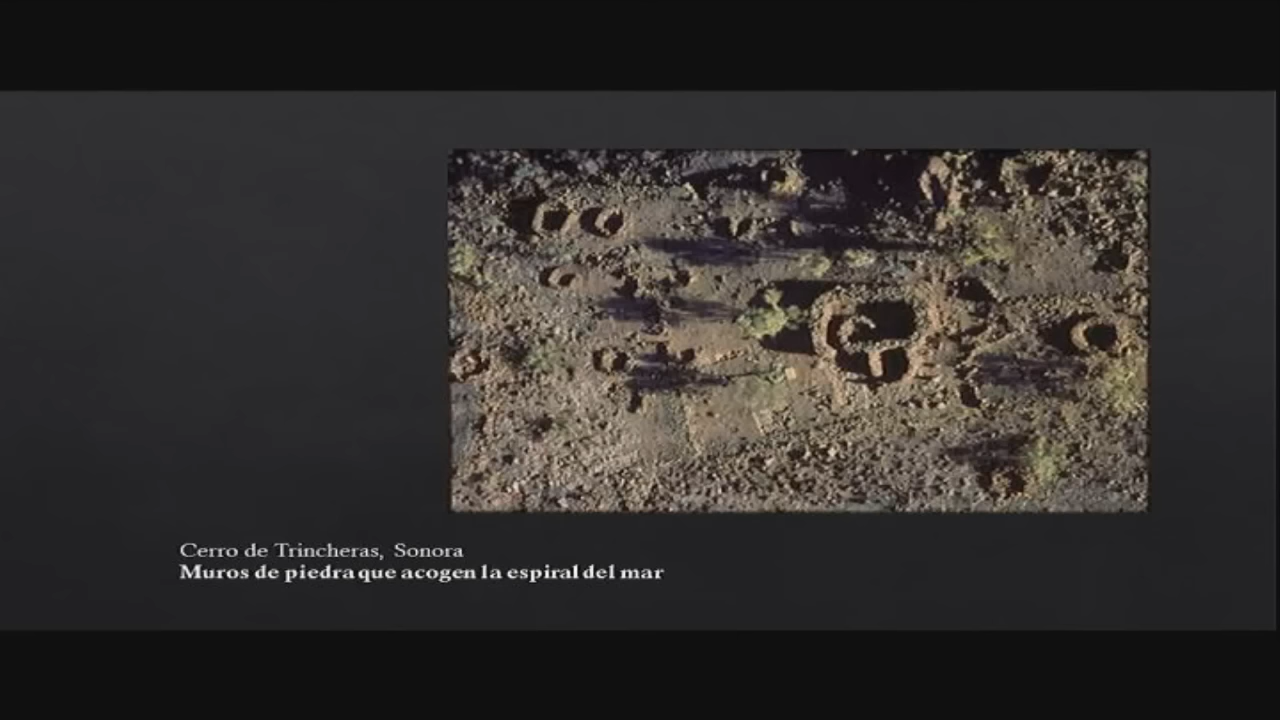 Cerro de Trincheras, Sonora
Muros de piedra que acogen la espiral del mar